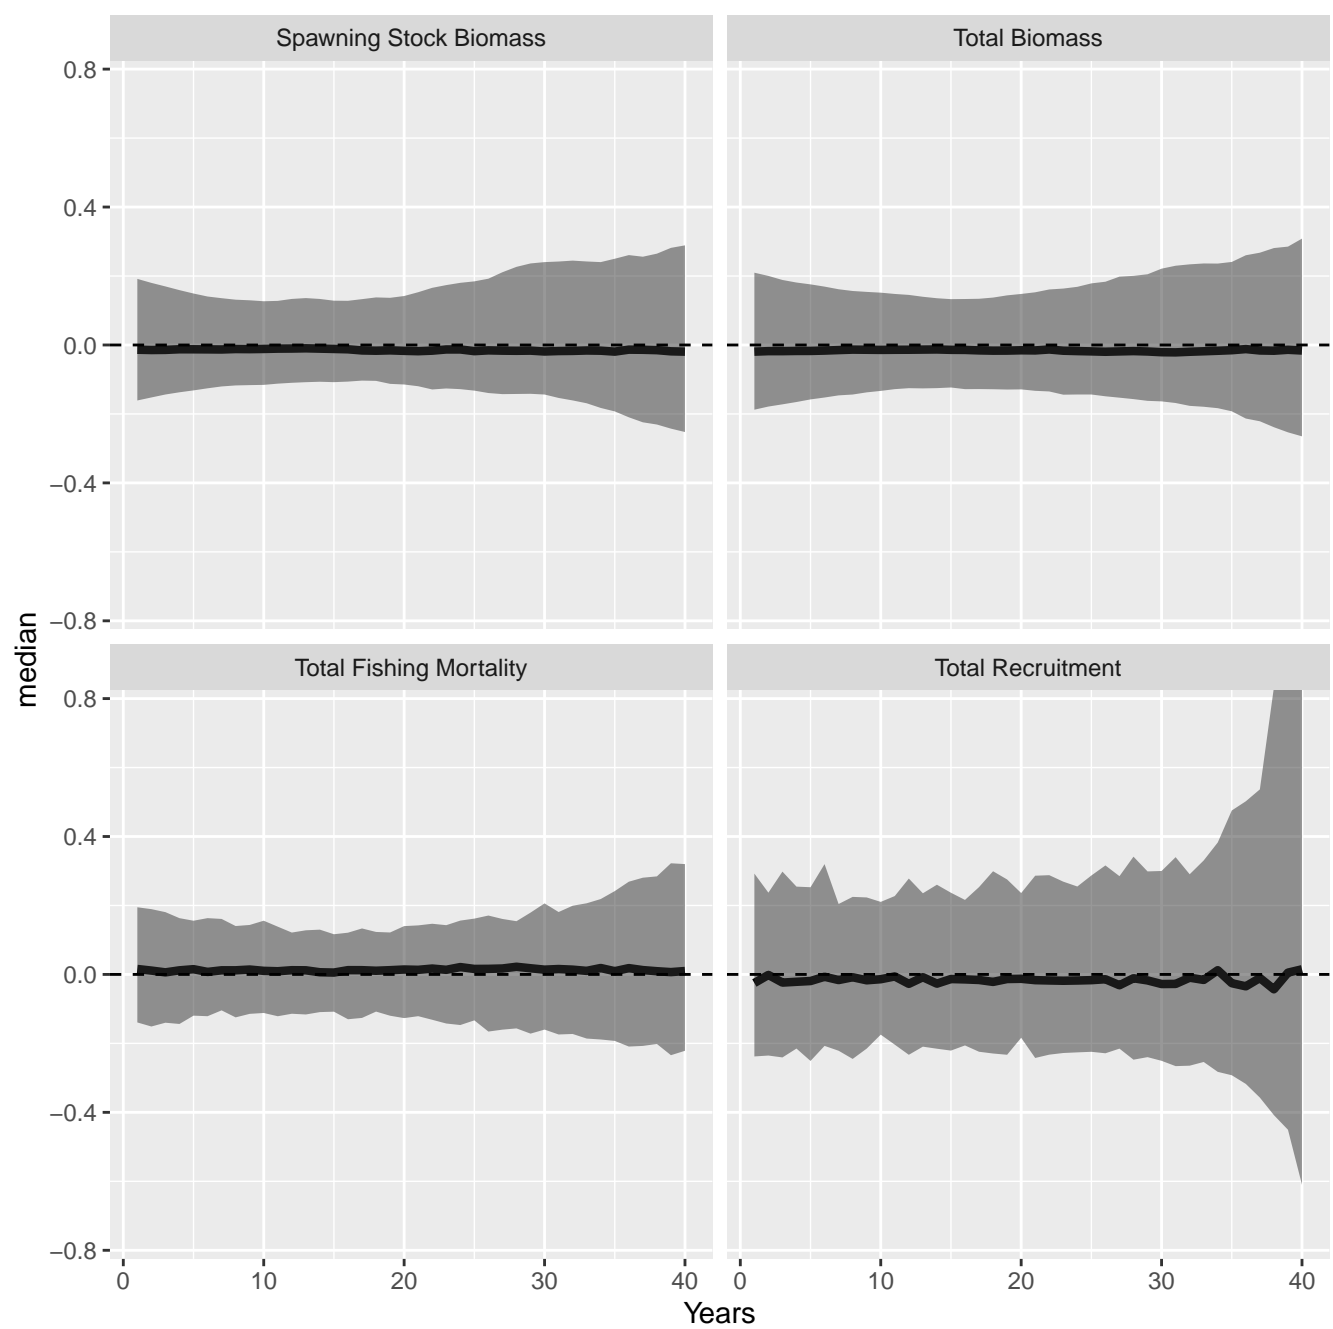 Spawning Stock Biomass
Total Biomass
0.8
0.4
0.0
−0.4
−0.8
median
Total Fishing Mortality
Total Recruitment
0.8
0.4
0.0
−0.4
−0.8
0 10 20 30 40
0 10 20 30 40
Years